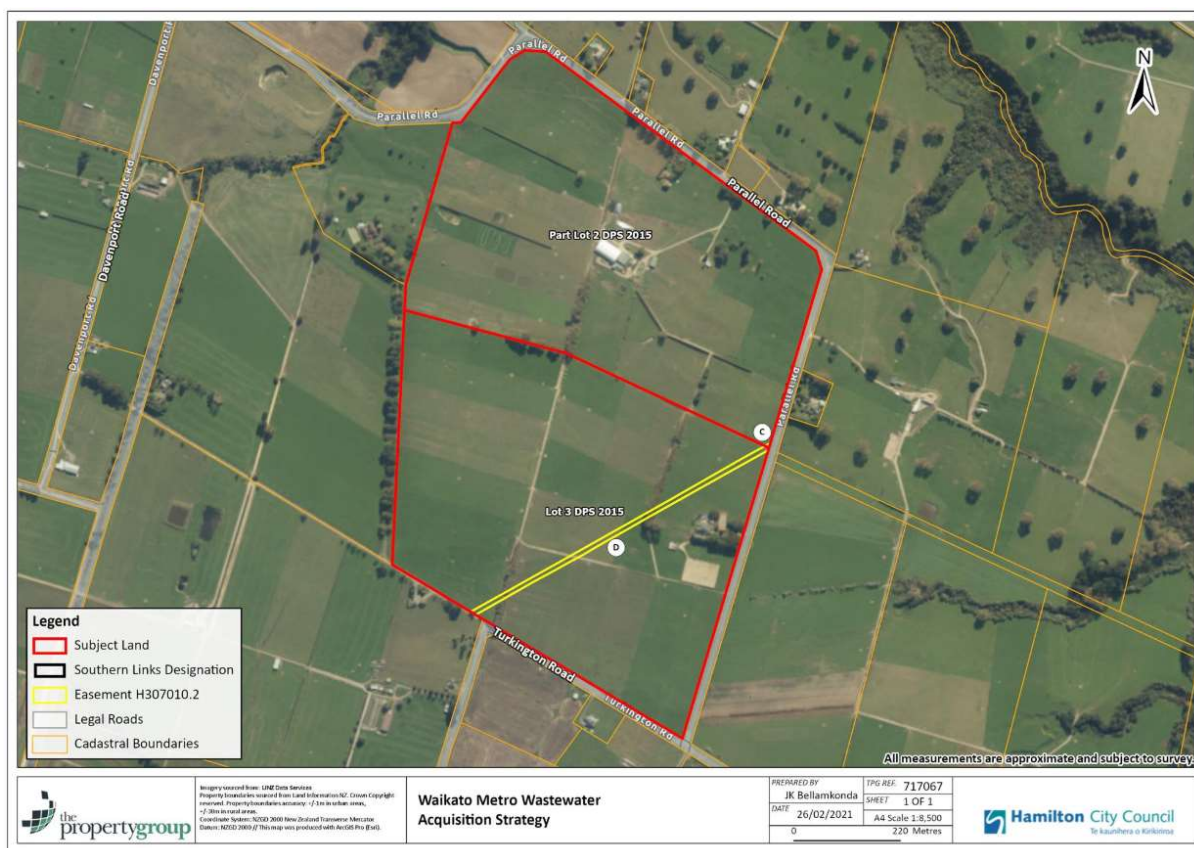 N
Davenport Rd
Parallel Rd
Parallel Rd
Parallel Rd
Parallel Road
Davenport Road
Part Lot 2 DPS 2015
Davenport Rd
Parallel Rd
C
Lot 3 DPS 2015
D
Turkington Road
Turkington Rd
Legend
Subject Land
Southern Links Designation
Easement H307010.2
Legal Roads
Cadastral Boundaries
All measurements are approximate and subject to survey.
the
propertygroup
Imagery sourced from: LINZ Data Services
Property boundaries sourced from Land Information NZ. Crown Copyright
reserved. Property boundaries accuracy: +/-1m in urban areas,
+/-30m in rural areas.
Coordinate System: NZGD 2000 New Zealand Transverse Mercator
Datum: NZGD 2000 // This map was produced with ArcGIS Pro (Esri).
Waikato Metro Wastewater
Acquisition Strategy
PREPARED BY
JK Bellamkonda
DATE
26/02/2021
TPG REF. 717067
SHEET 1 OF 1
A4 Scale 1:8,500
0 220 Metres
Hamilton City Council
Te kaunihera o Kirikiriroa